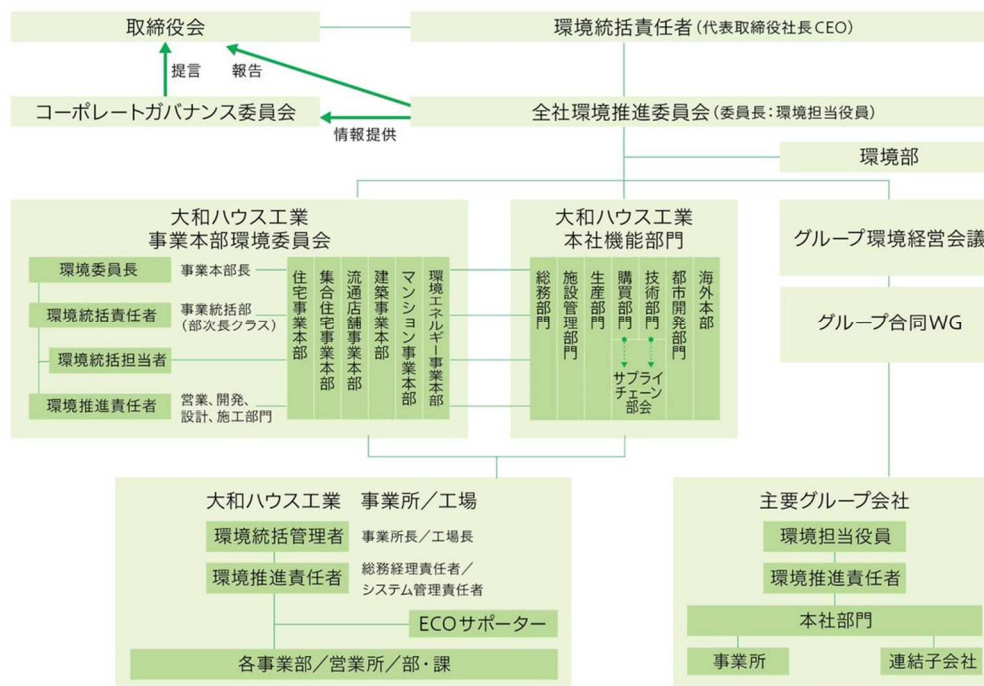 取締役会
環境統括責任者(代表取締役社長CEO)
提言
報告
コーポレートガバナンス委員会
全社環境推進委員会(委員長:環境担当役員)
情報提供
環境部
大和ハウス工業
事業本部環境委員会
環境委員長
事業本部長
環境統括責任者
事業統括部
(部次長クラス)
環境統括担当者
環境推進責任者
営業、開発、
設計、施工部門
住宅事業本部
集合住宅事業本部
流通店舗事業本部
建築事業本部
マンション事業本部
環境エネルギー事業本部
大和ハウス工業
本社機能部門
総務部門
施設管理部門
生産部門
購買部門
技術部門
都市開発部門
海外本部
サプライ
チェーン
部会
グループ環境経営会議
グループ合同WG
大和ハウス工業 事業所/工場
環境統括管理者
事業所長/工場長
環境推進責任者
総務経理責任者/
システム管理責任者
ECOサポーター
各事業部/営業所/部・課
主要グループ会社
環境担当役員
環境推進責任者
本社部門
事業所
連結子会社